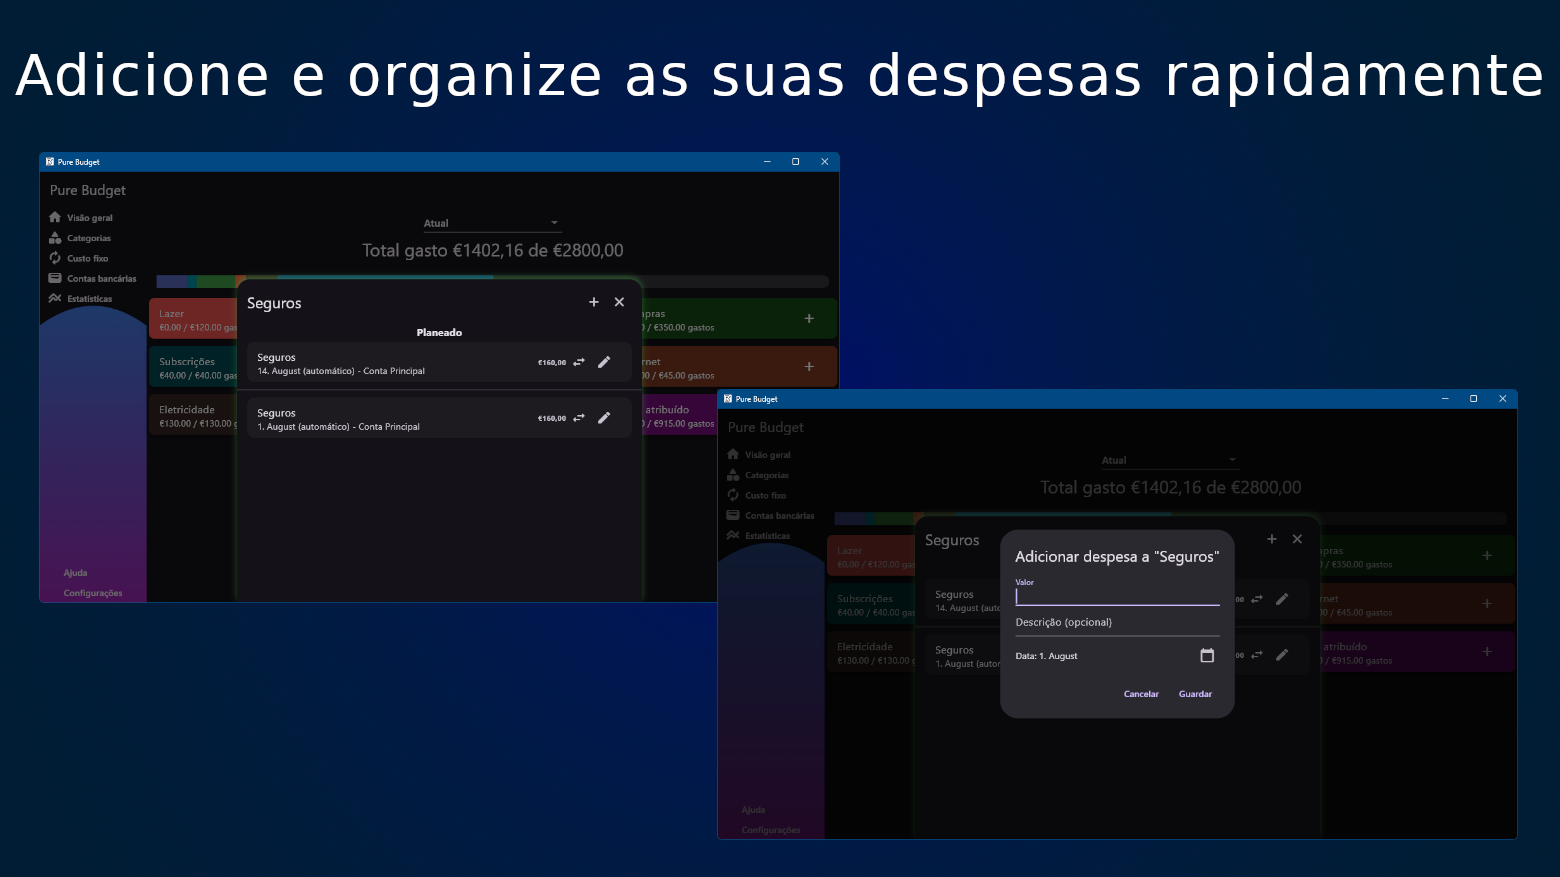 Adicione e organize as suas despesas rapidamente
Pure Budget
Pure Budget
Visão geral
Categorias
Custo fixo
Contas bancárias
Estatísticas
Ajuda
Configurações
Atual
Total gasto €1402,16 de €2800,00
Lazer
€0,00 / €120.00 gas
Subscrições
€40,00 / €40.00 gas
Eletricidade
€130.00 / €130.00 g
Seguros
Planeado
Seguros
€160,00
14. August (automático) - Conta Principal
Seguros
€160,00
1. August (automático) - Conta Principal
pras
/ €350.00 gastos
rnet
/ €45.00 gastos
atribuído
/ €915.00 gastos
Pure Budget
Pure Budget
Visão geral
Categorias
Custo fixo
Contas bancárias
Estatísticas
Ajuda
Configurações
Atual
Total gasto €1402,16 de €2800,00
Lazer
€0,00 / €120.00 gas
Subscrições
€40,00 / €40.00 gas
Eletricidade
€130.00 / €130.00 g
Seguros
Seguros
14. August (auto
Seguros
1. August (autor
Adicionar despesa a "Seguros"
Valor
Descrição (opcional)
Data: 1. August
Cancelar
Guardar
00
00
pras
/ €350.00 gastos
rnet
/ €45.00 gastos
atribuído
/ €915.00 gastos